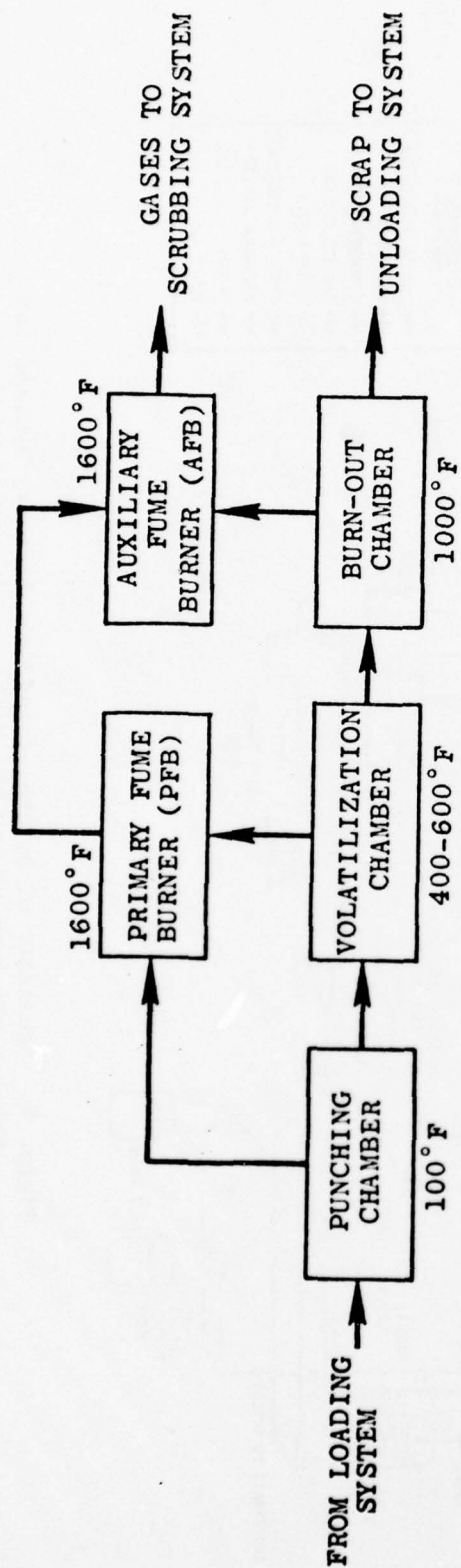 FROM LOADING
SYSTEM
PUNCHING
CHAMBER
100°F
VOLATILIZATION
CHAMBER
400-600°F
BURN-OUT
CHAMBER
1000°F
SCRAP TO
UNLOADING SYSTEM
1600°F
PRIMARY FUME
BURNER (PFB)
1600°F
AUXILIARY
FUME
BURNER (AFB)
GASES TO
SCRUBBING SYSTEM